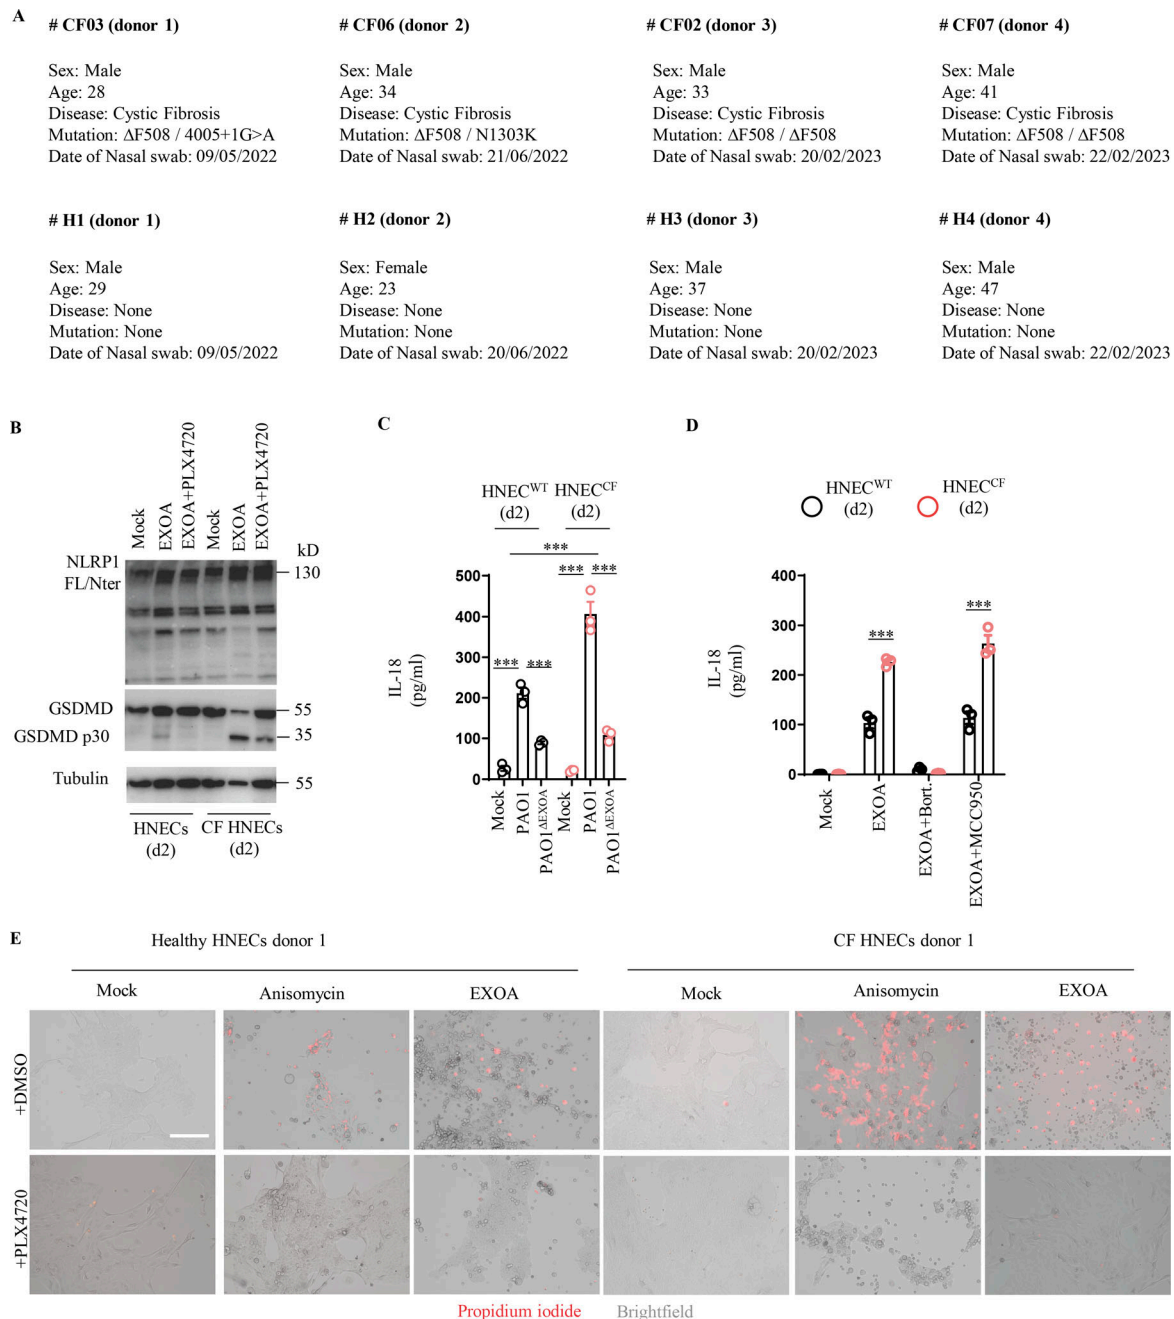 A
# CF03 (donor 1)
Sex: Male
Age: 28
Disease: Cystic Fibrosis
Mutation: ΔF508 / 4005+1G>A
Date of Nasal swab: 09/05/2022
# CF06 (donor 2)
Sex: Male
Age: 34
Disease: Cystic Fibrosis
Mutation: ΔF508 / N1303K
Date of Nasal swab: 21/06/2022
# CF02 (donor 3)
Sex: Male
Age: 33
Disease: Cystic Fibrosis
Mutation: ΔF508 / ΔF508
Date of Nasal swab: 20/02/2023
# CF07 (donor 4)
Sex: Male
Age: 41
Disease: Cystic Fibrosis
Mutation: ΔF508 / ΔF508
Date of Nasal swab: 22/02/2023
# H1 (donor 1)
Sex: Male
Age: 29
Disease: None
Mutation: None
Date of Nasal swab: 09/05/2022
# H2 (donor 2)
Sex: Female
Age: 23
Disease: None
Mutation: None
Date of Nasal swab: 20/06/2022
# H3 (donor 3)
Sex: Male
Age: 37
Disease: None
Mutation: None
Date of Nasal swab: 20/02/2023
# H4 (donor 4)
Sex: Male
Age: 47
Disease: None
Mutation: None
Date of Nasal swab: 22/02/2023
B
Mock
EXOA
EXOA+PLX4720
Mock
EXOA
EXOA+PLX4720
kD
NLRP1
FL/Nter
130
GSDMD
55
GSDMD p30
35
Tubulin
55
HNECs
(d2)
CF HNECs
(d2)
C
HNECWT
(d2)
HNECCF
(d2)
***
*** ***
*** ***
IL-18
(pg/ml)
500
400
300
200
100
0
Mock
PAO1
PAO1ΔEXOA
Mock
PAO1
PAO1ΔEXOA
D
HNECWT
(d2)
HNECCF
(d2)
***
***
IL-18
(pg/ml)
400
300
200
100
0
Mock
EXOA
EXOA+Bort.
EXOA+MCC950
E
Healthy HNECs donor 1
CF HNECs donor 1
Mock
Anisomycin
EXOA
Mock
Anisomycin
EXOA
+DMSO
+PLX4720
Propidium iodide
Brightfield